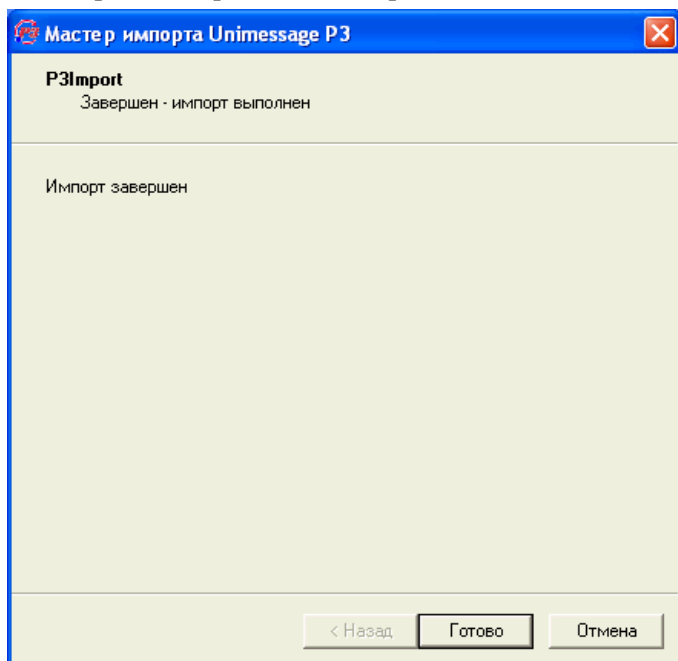 Мастер импорта Unimessage P3
P3Import
Завершен - импорт выполнен
Импорт завершен
< Назад Готово Отмена